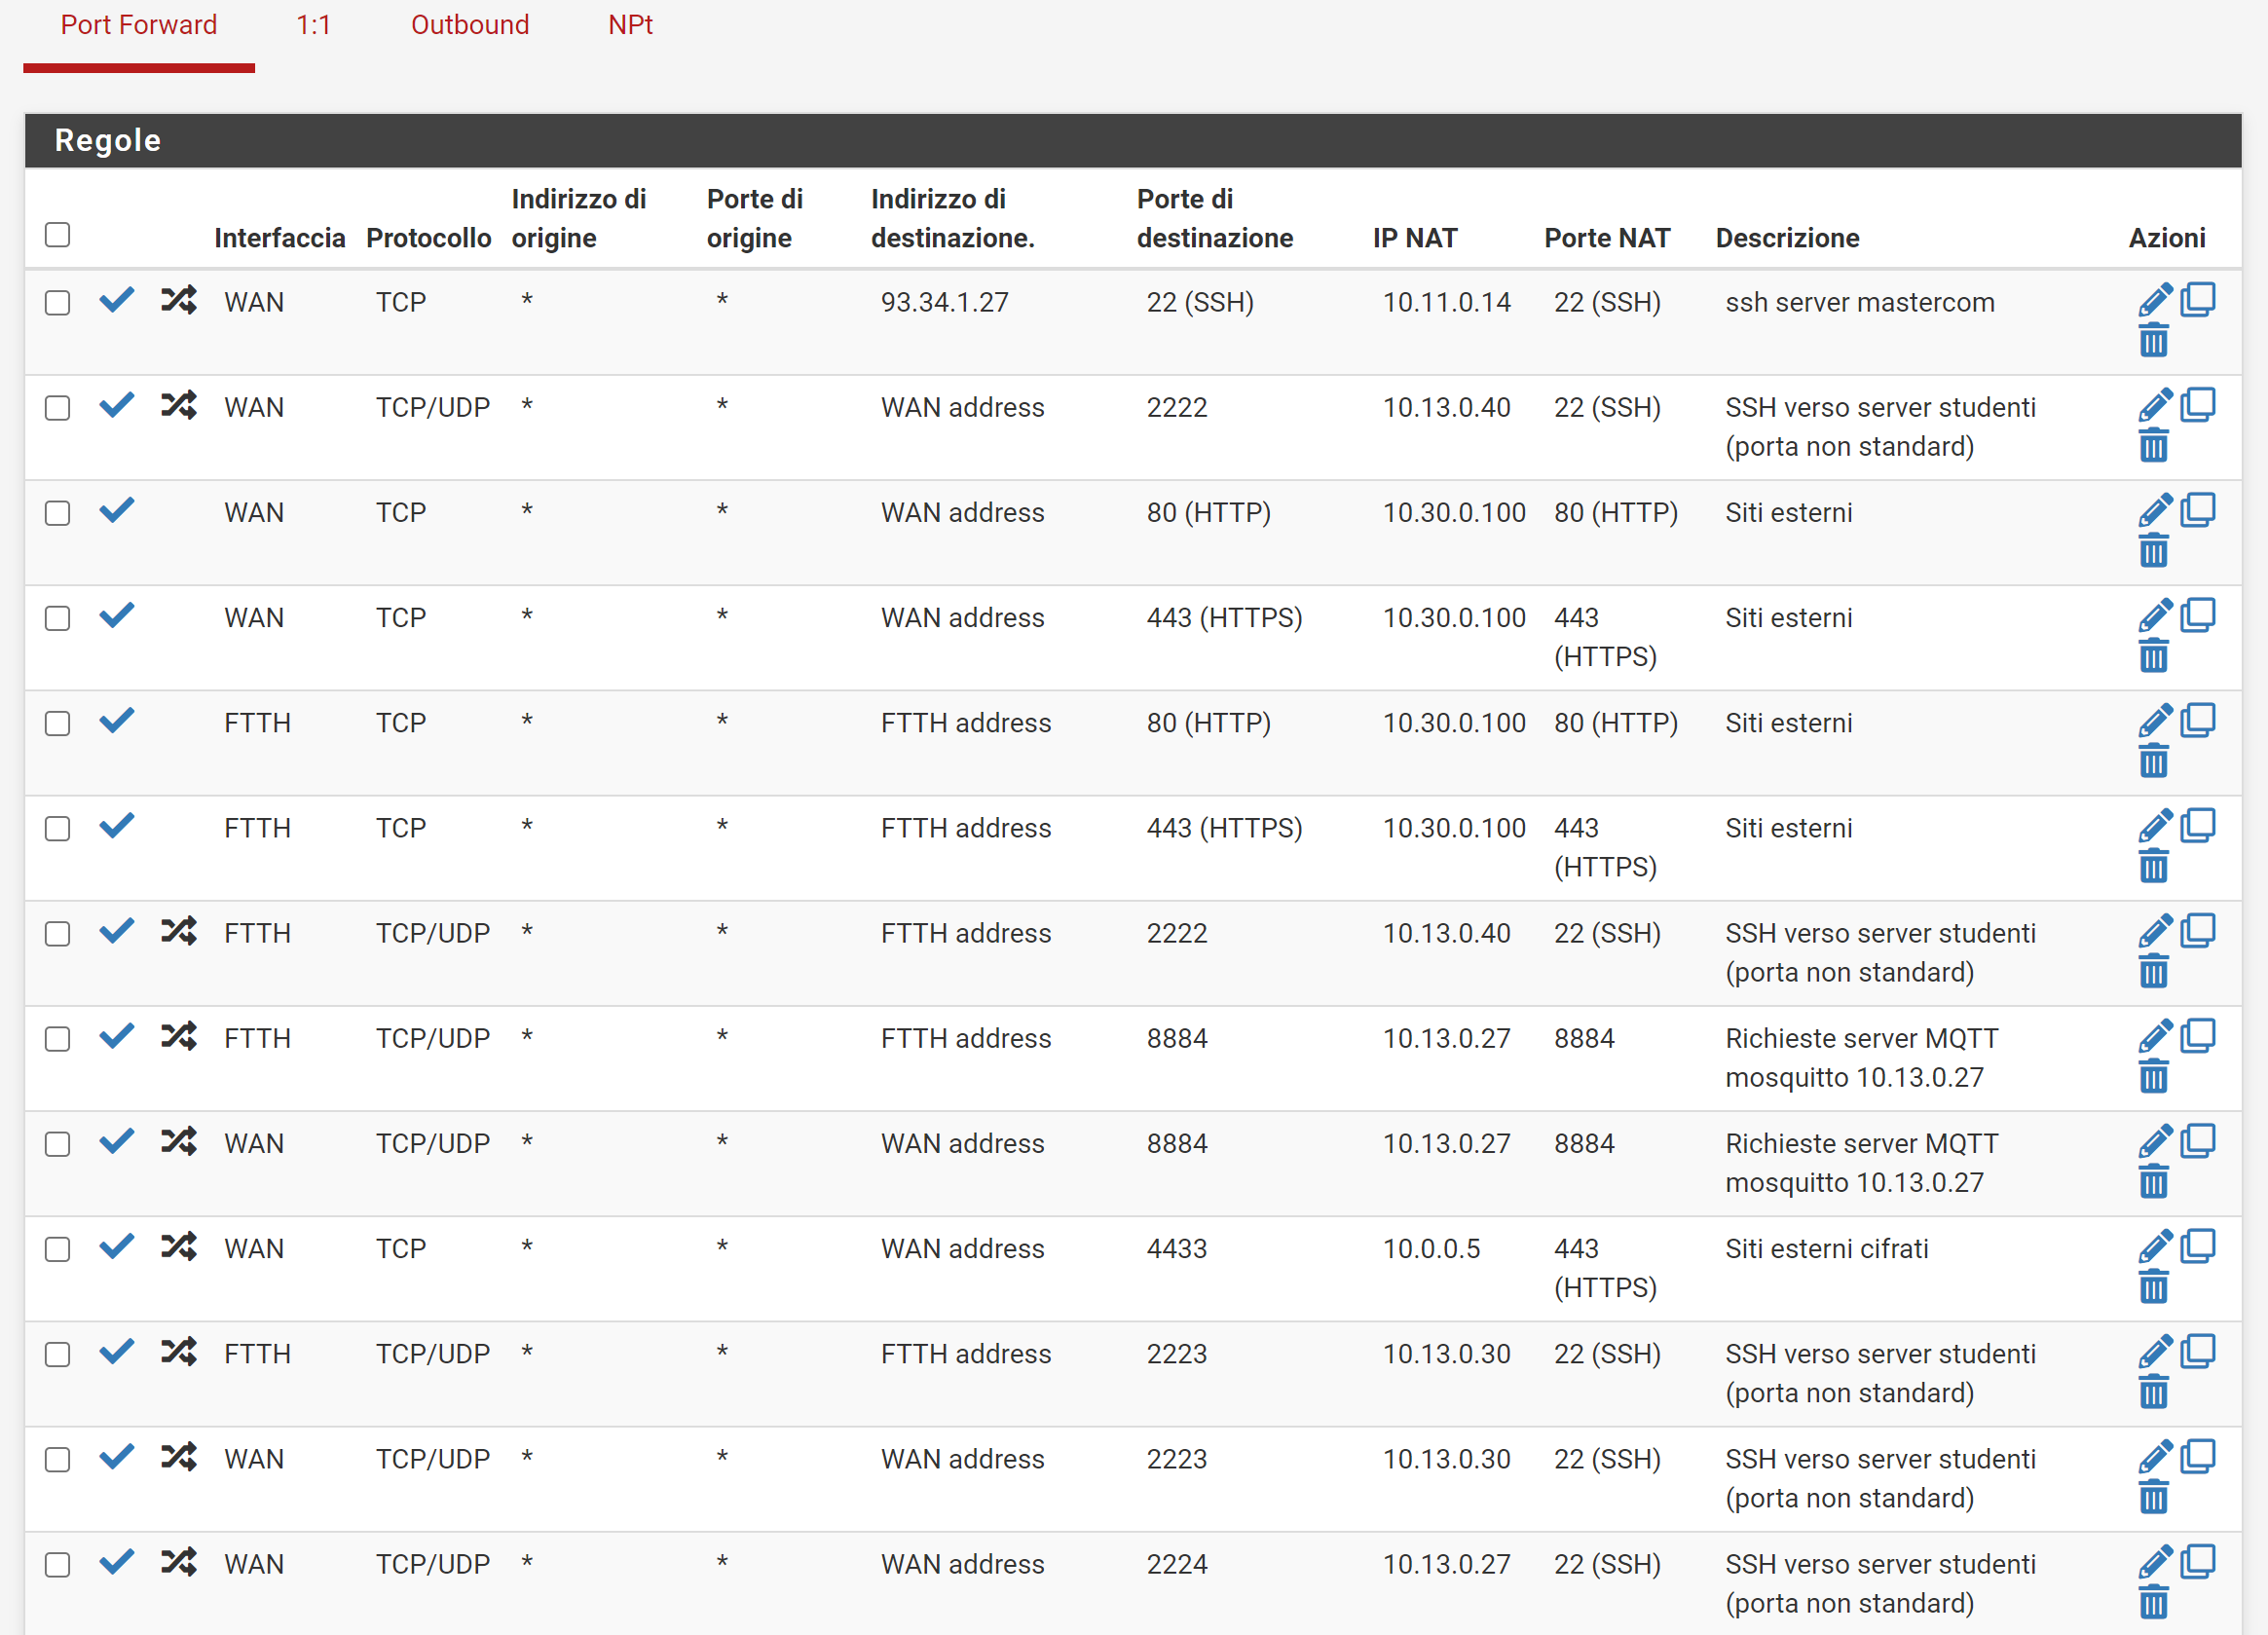 Port Forward 1:1 Outbound NPt
Regole
Interfaccia Protocollo Indirizzo di origine Porte di origine Indirizzo di destinazione. Porte di destinazione IP NAT Porte NAT Descrizione Azioni
WAN TCP * * 93.34.1.27 22 (SSH) 10.11.0.14 22 (SSH) ssh server mastercom
WAN TCP/UDP * * WAN address 2222 10.13.0.40 22 (SSH) SSH verso server studenti
(porta non standard)
WAN TCP * * WAN address 80 (HTTP) 10.30.0.100 80 (HTTP) Siti esterni
WAN TCP * * WAN address 443 (HTTPS) 10.30.0.100 443 Siti esterni
(HTTPS)
FTTH TCP * * FTTH address 80 (HTTP) 10.30.0.100 80 (HTTP) Siti esterni
FTTH TCP * * FTTH address 443 (HTTPS) 10.30.0.100 443 Siti esterni
(HTTPS)
FTTH TCP/UDP * * FTTH address 2222 10.13.0.40 22 (SSH) SSH verso server studenti
(porta non standard)
FTTH TCP/UDP * * FTTH address 8884 10.13.0.27 8884 Richieste server MQTT
mosquitto 10.13.0.27
WAN TCP/UDP * * WAN address 8884 10.13.0.27 8884 Richieste server MQTT
mosquitto 10.13.0.27
WAN TCP * * WAN address 4433 10.0.0.5 443 Siti esterni cifrati
(HTTPS)
FTTH TCP/UDP * * FTTH address 2223 10.13.0.30 22 (SSH) SSH verso server studenti
(porta non standard)
WAN TCP/UDP * * WAN address 2223 10.13.0.30 22 (SSH) SSH verso server studenti
(porta non standard)
WAN TCP/UDP * * WAN address 2224 10.13.0.27 22 (SSH) SSH verso server studenti
(porta non standard)